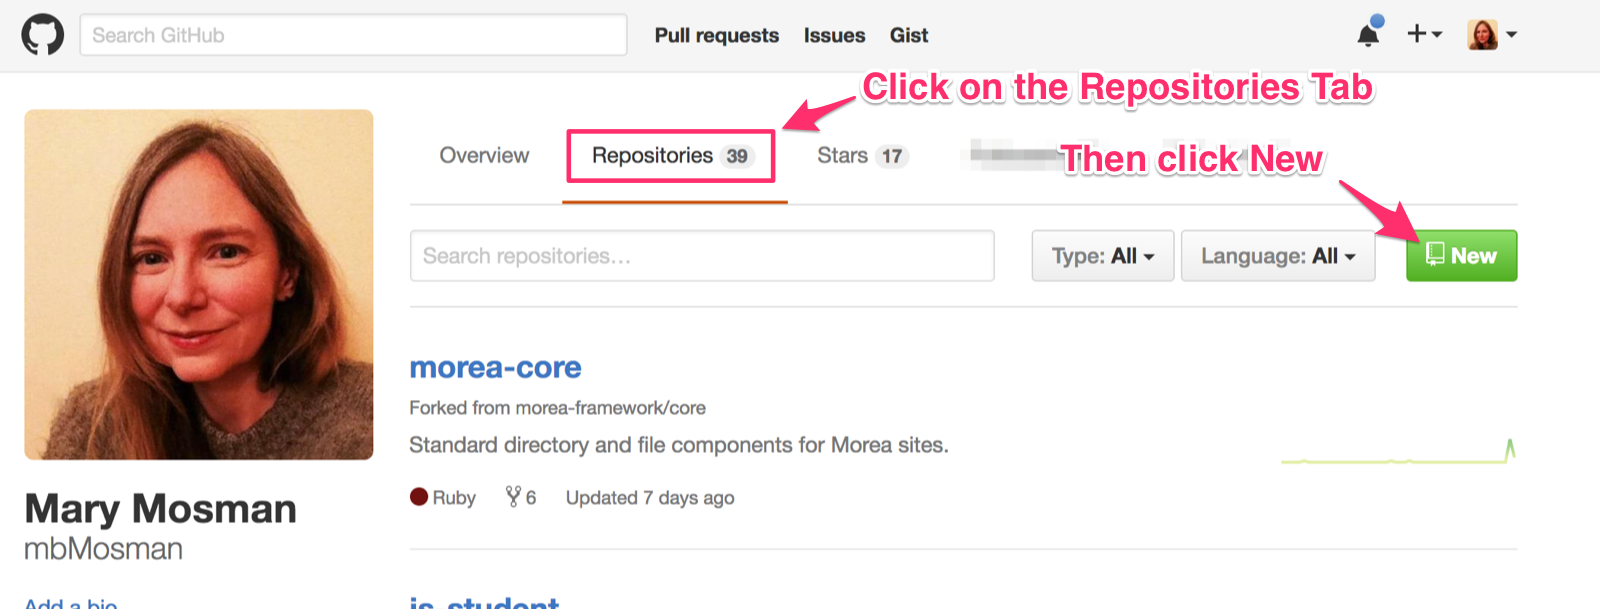 Search GitHub
Pull requests Issues Gist
Click on the Repositories Tab
Overview Repositories 39 Stars 17
Then click New
Search repositories...
Type: All Language: All New
morea-core
Forked from morea-framework/core
Standard directory and file components for Morea sites.
Ruby 6 Updated 7 days ago
Mary Mosman
mbMosman
Add a bio
js-student